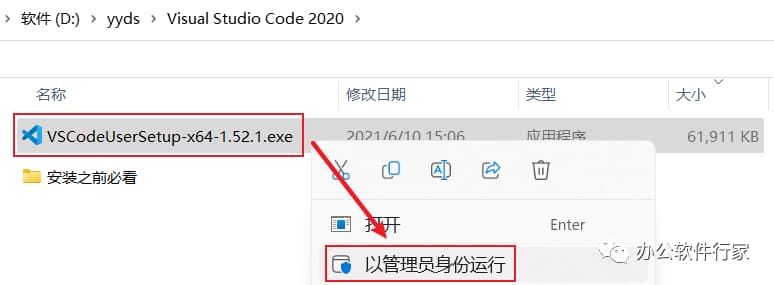 软件 (D:) > yyds > Visual Studio Code 2020 >
名称 修改日期 类型 大小
VSCodeUserSetup-x64-1.52.1.exe 2021/6/10 15:06 应用程序 61,911 KB
安装之前必看
打开 Enter
以管理员身份运行
办公软件行家